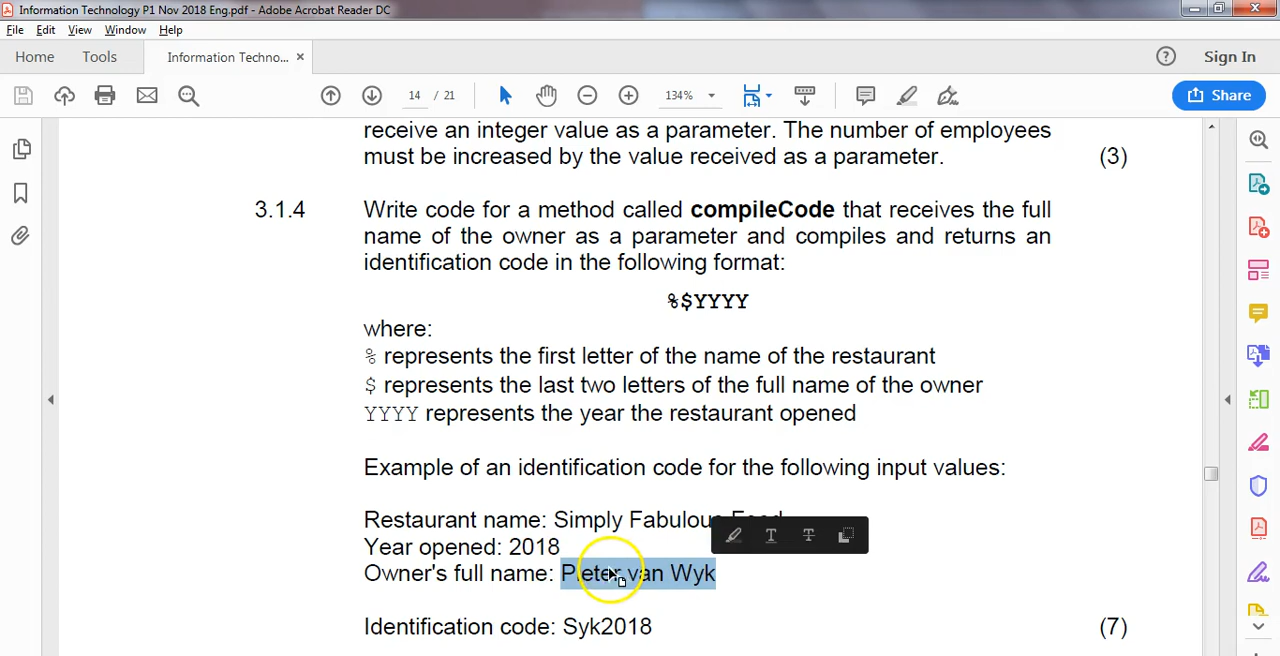 Information Technology P1 Nov 2018 Eng.pdf - Adobe Acrobat Reader DC
File Edit View Window Help
Home Tools Information Techno... × Sign In
14 / 21 134% Share
receive an integer value as a parameter. The number of employees
must be increased by the value received as a parameter. (3)
3.1.4 Write code for a method called compileCode that receives the full
name of the owner as a parameter and compiles and returns an
identification code in the following format:
%$YYYY
where:
% represents the first letter of the name of the restaurant
$ represents the last two letters of the full name of the owner
YYYY represents the year the restaurant opened
Example of an identification code for the following input values:
Restaurant name: Simply Fabulous Food
Year opened: 2018
Owner's full name: Pieter van Wyk
Identification code: Syk2018 (7)